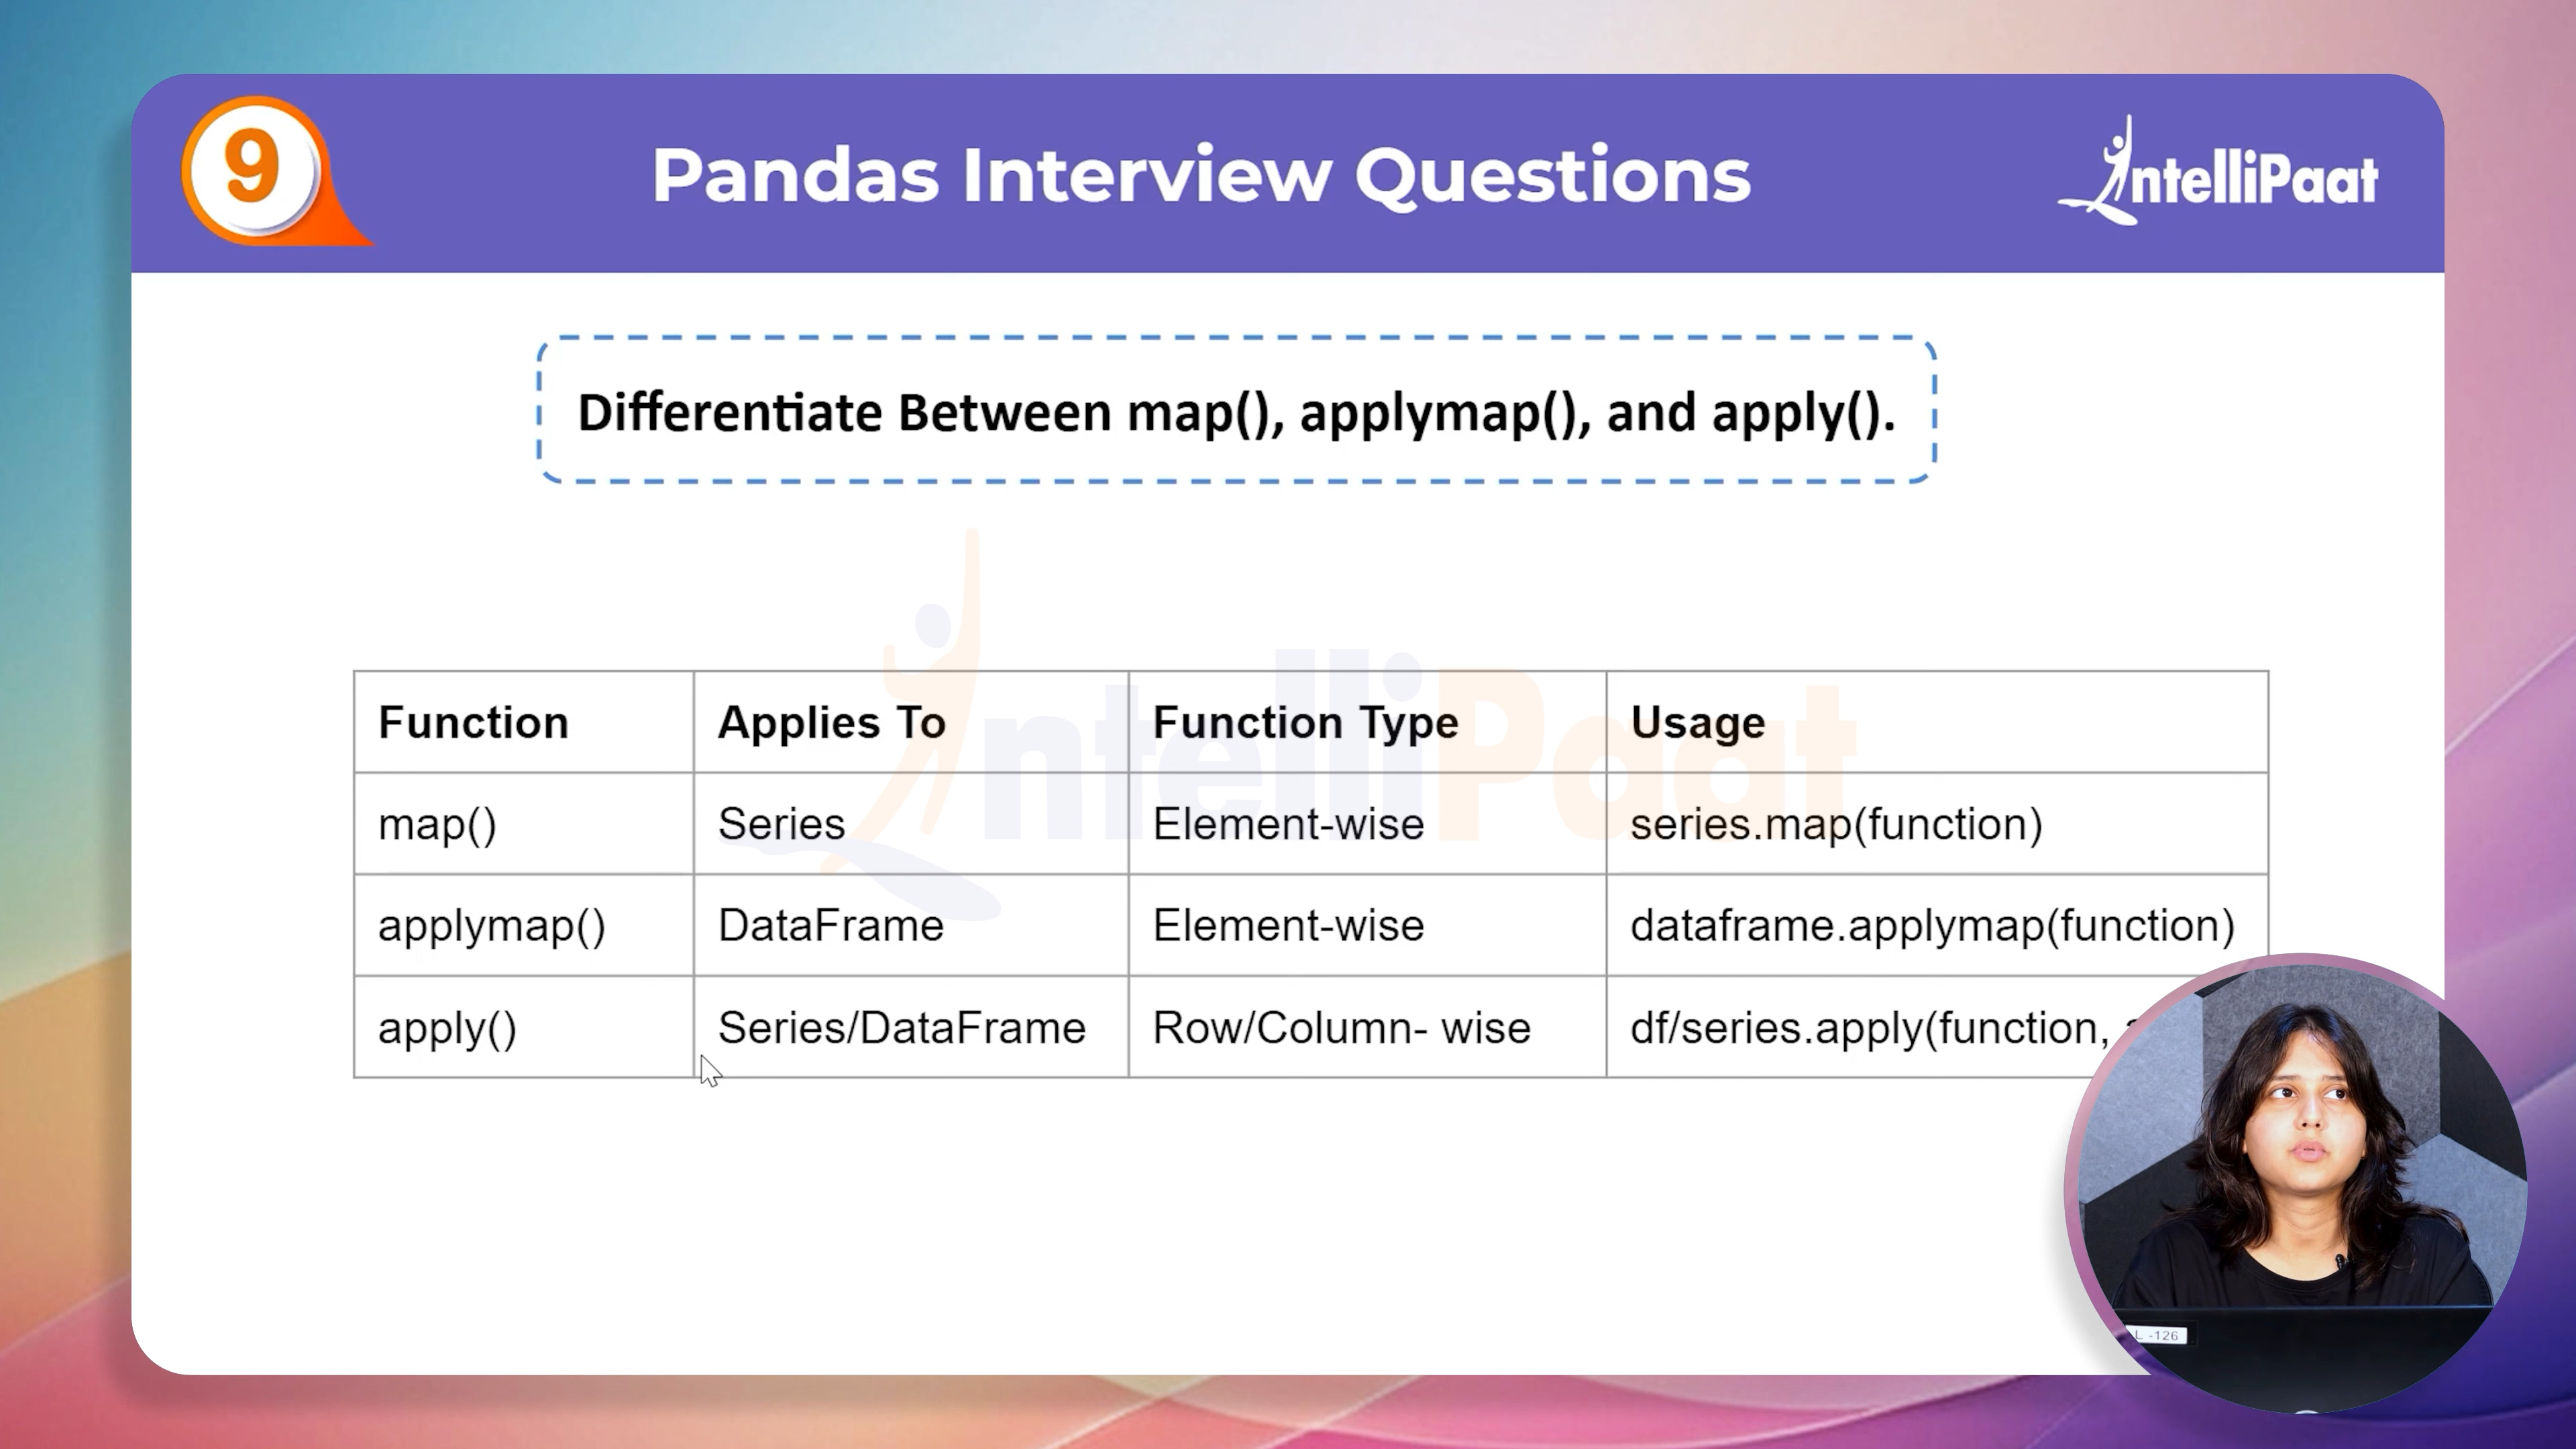 9
Pandas Interview Questions
IntelliPaat
Differentiate Between map(), applymap(), and apply().
IntelliPaat
Function Applies To Function Type Usage
map() Series Element-wise series.map(function)
applymap() DataFrame Element-wise dataframe.applymap(function)
apply() Series/DataFrame Row/Column- wise df/series.apply(function,
L -126